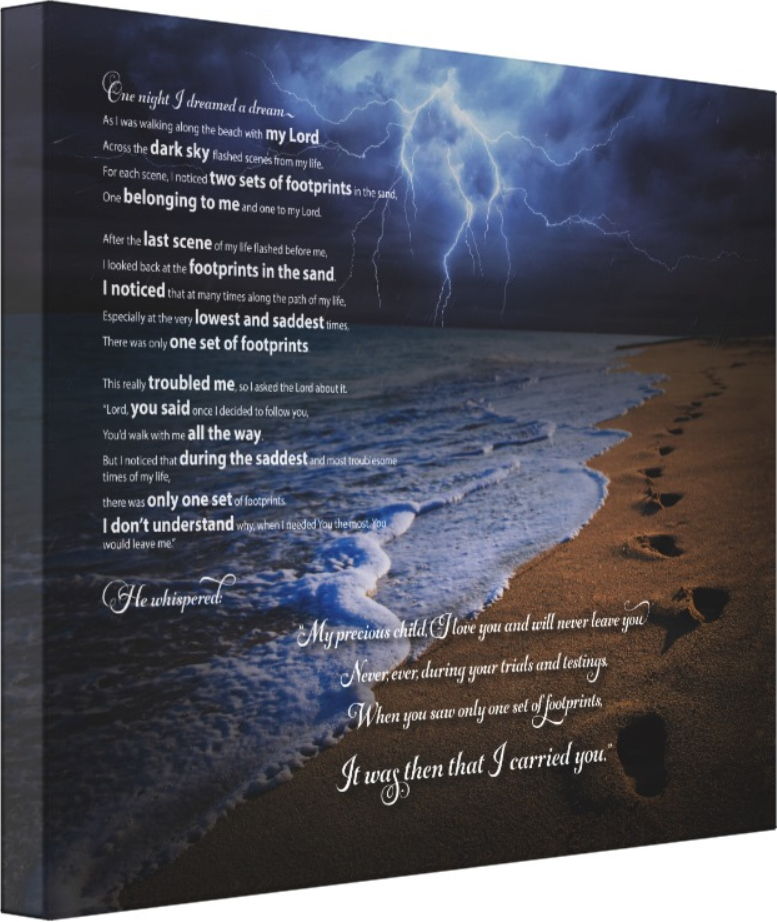 One night I dreamed a dream
As I was walking along the beach with my Lord
Across the dark sky flashed scenes from my life.
For each scene, I noticed two sets of footprints in the sand,
One belonging to me and one to my Lord.
After the last scene of my life flashed before me,
I looked back at the footprints in the sand.
I noticed that at many times along the path of my life,
Especially at the very lowest and saddest times,
There was only one set of footprints
This really troubled me, so I asked the Lord about it.
"Lord, you said once I decided to follow you,
You'd walk with me all the way.
But I noticed that during the saddest and most troublesome
times of my life,
there was only one set of footprints.
I don't understand why, when I needed You the most, You
would leave me."
He whispered:
"My precious child, I love you and will never leave you
Never, ever, during your trials and testings.
When you saw only one set of footprints,
It was then that I carried you."